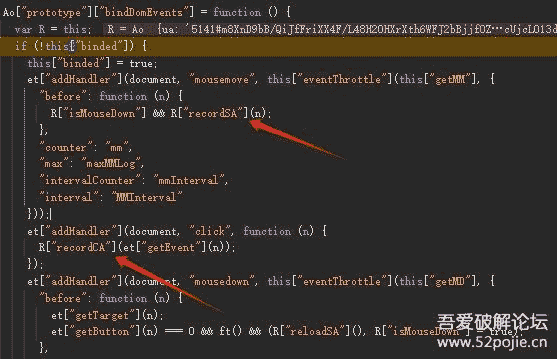 Ao["prototype"]["bindDomEvents"] = function () {
var R = this; R = Ao {ua: '5141#
if (!this["binded"]) {
this["binded"] = true;
et["addHandler"](document, "mousemove", this["eventThrottle"](this["getMM"], {
"before": function (n) {
R["isMouseDown"] && R["recordSA"](n);
},
"counter": "mm",
"max": "maxMMLog",
"intervalCounter": "mmInterval",
"interval": "MMInterval"
}));
et["addHandler"](document, "click", function (n) {
R["recordCA"](et["getEvent"](n));
});
et["addHandler"](document, "mousedown", this["eventThrottle"](this["getMD"], {
"before": function (n) {
et["getTarget"](n);
et["getButton"](n) === 0 && ft() && (R["reloadSA"](), R["isMouseDown"] = true);
},
吾爱破解论坛
www.52pojie.cn